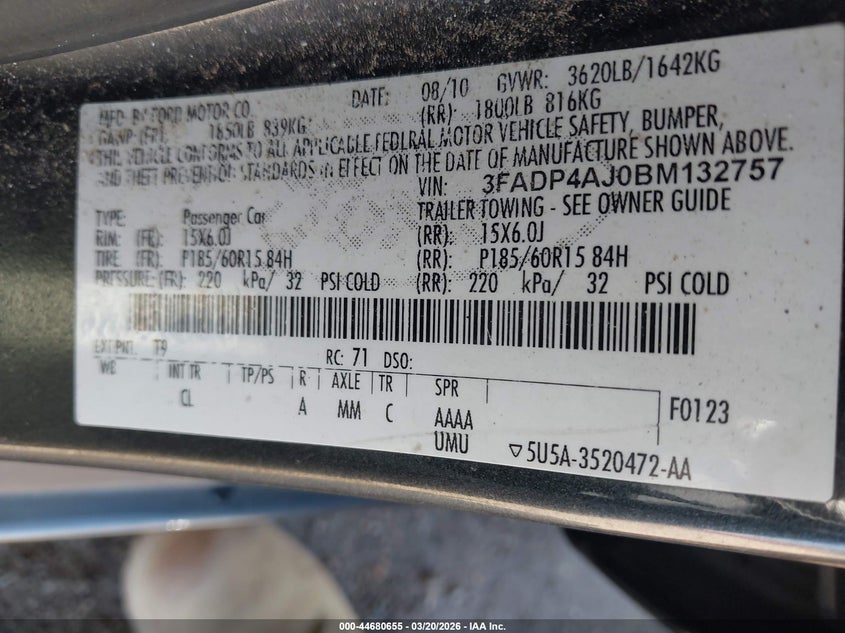 MFD. BY FORD MOTOR CO. DATE: 08/10 GVWR: 3620LB/1642KG
GAWR (FR): 1850LB 839KG (RR): 1800LB 816KG
THIS VEHICLE CONFORMS TO ALL APPLICABLE FEDERAL MOTOR VEHICLE SAFETY, BUMPER,
AND THEFT PREVENTION STANDARDS IN EFFECT ON THE DATE OF MANUFACTURE SHOWN ABOVE.
VIN: 3FADP4AJ0BM132757
TYPE: Passenger Car TRAILER TOWING - SEE OWNER GUIDE
RIM: (FR): 15X6.0J (RR): 15X6.0J
TIRE: (FR): P185/60R15 84H (RR): P185/60R15 84H
PRESSURE: (FR): 220 kPa/ 32 PSI COLD (RR): 220 kPa/ 32 PSI COLD
EXT PNT: T9 RC: 71 DSO:
WB INT TR TP/PS R AXLE TR SPR
CL A MM C AAAA F0123
UMU ▽5U5A-3520472-AA
000-44680655 - 03/20/2026 - IAA Inc.